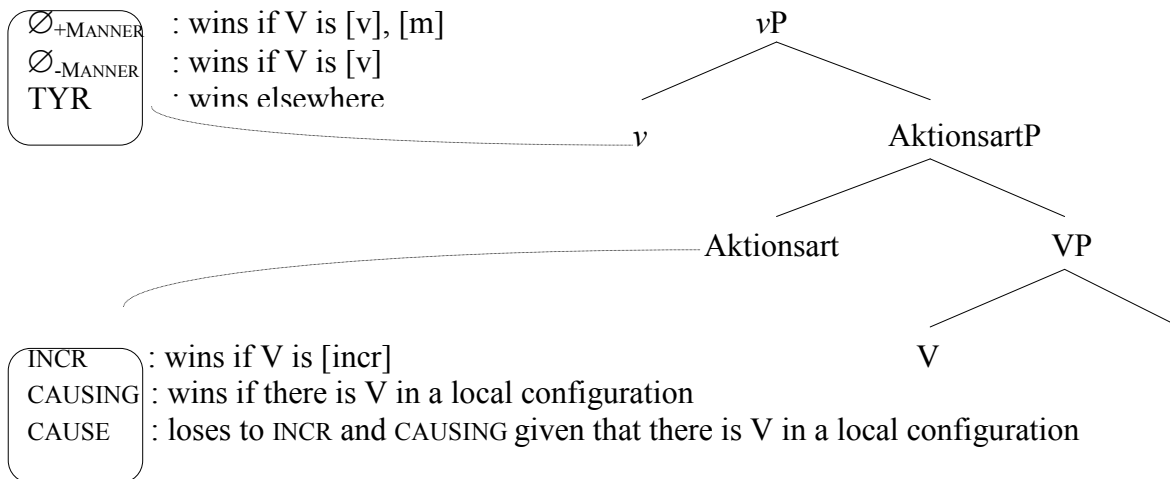 ∅+MANNER : wins if V is [v], [m]
∅-MANNER : wins if V is [v]
TYR : wins elsewhere
vP
v AktionsartP
Aktionsart VP
INCR : wins if V is [incr]
V
CAUSING : wins if there is V in a local configuration
CAUSE : loses to INCR and CAUSING given that there is V in a local configuration